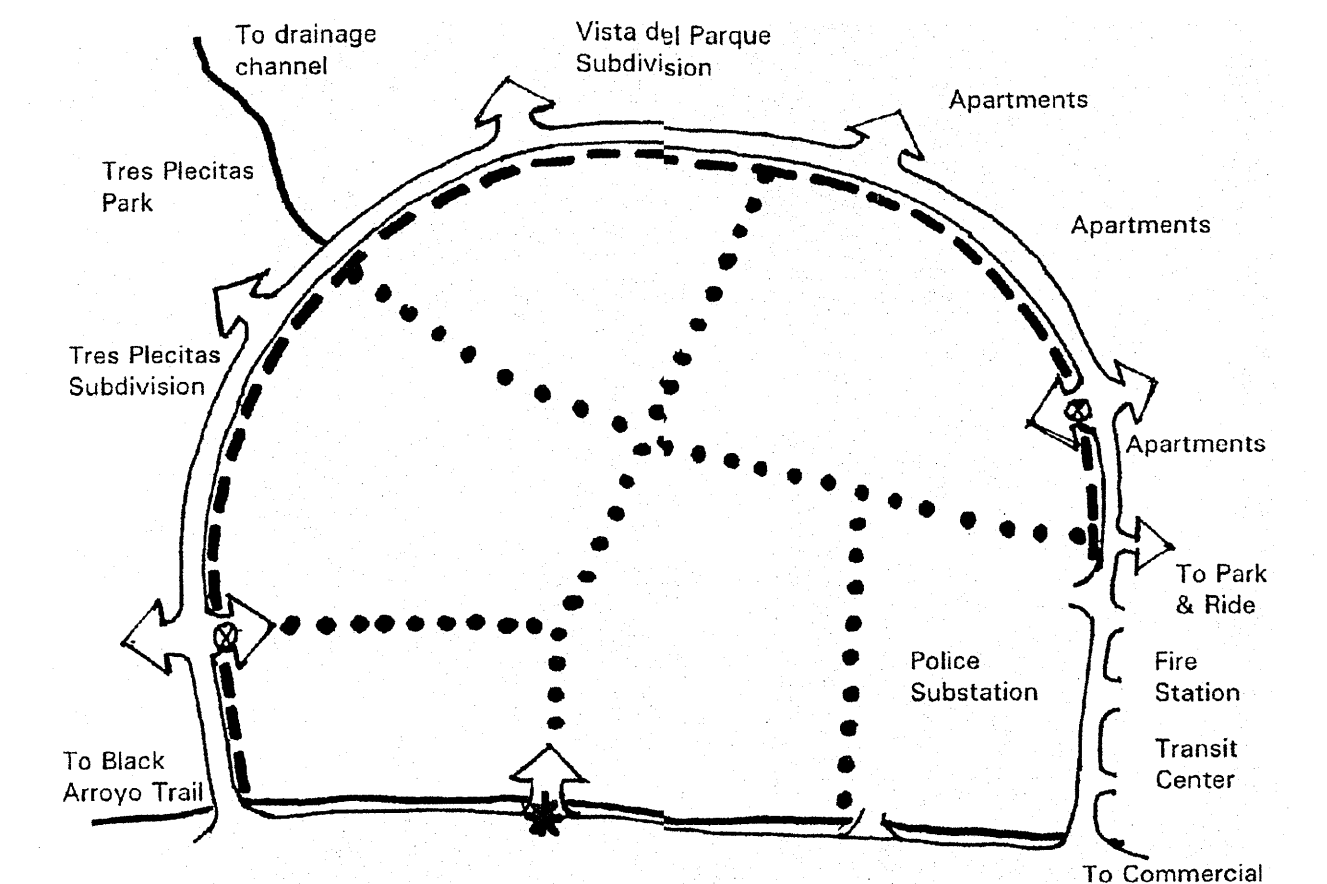 To drainage
channel
Vista del Parque
Subdivision
Apartments
Tres Plecitas
Park
Apartments
Tres Plecitas
Subdivision
Apartments
To Park
& Ride
Police
Substation
Fire
Station
To Black
Arroyo Trail
Transit
Center
To Commercial